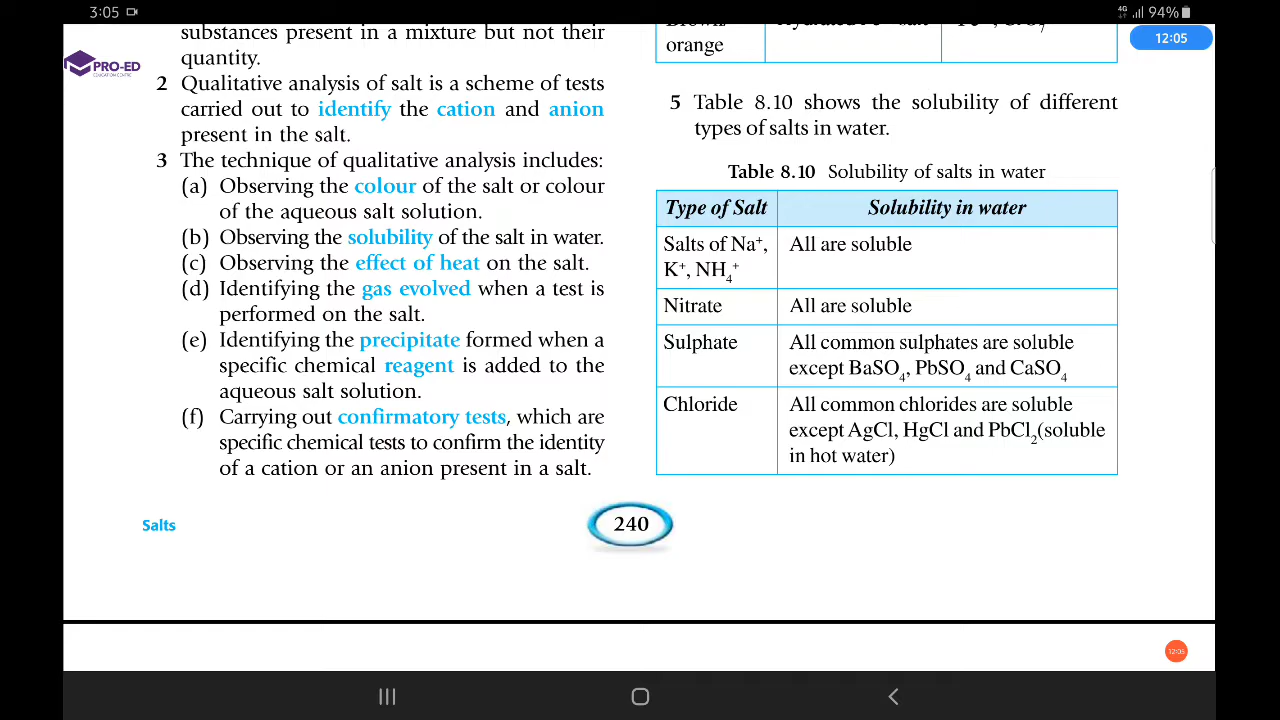 3:05
4G 94%
12:05
PRO-ED
EDUCATION CENTRE
substances present in a mixture but not their
quantity.
2 Qualitative analysis of salt is a scheme of tests
carried out to identify the cation and anion
present in the salt.
3 The technique of qualitative analysis includes:
(a) Observing the colour of the salt or colour
of the aqueous salt solution.
(b) Observing the solubility of the salt in water.
(c) Observing the effect of heat on the salt.
(d) Identifying the gas evolved when a test is
performed on the salt.
(e) Identifying the precipitate formed when a
specific chemical reagent is added to the
aqueous salt solution.
(f) Carrying out confirmatory tests, which are
specific chemical tests to confirm the identity
of a cation or an anion present in a salt.
orange
5 Table 8.10 shows the solubility of different
types of salts in water.
Table 8.10 Solubility of salts in water
Type of Salt Solubility in water
Salts of Na⁺, All are soluble
K⁺, NH₄⁺
Nitrate All are soluble
Sulphate All common sulphates are soluble
except BaSO₄, PbSO₄ and CaSO₄
Chloride All common chlorides are soluble
except AgCl, HgCl and PbCl₂(soluble
in hot water)
Salts
240
12:05